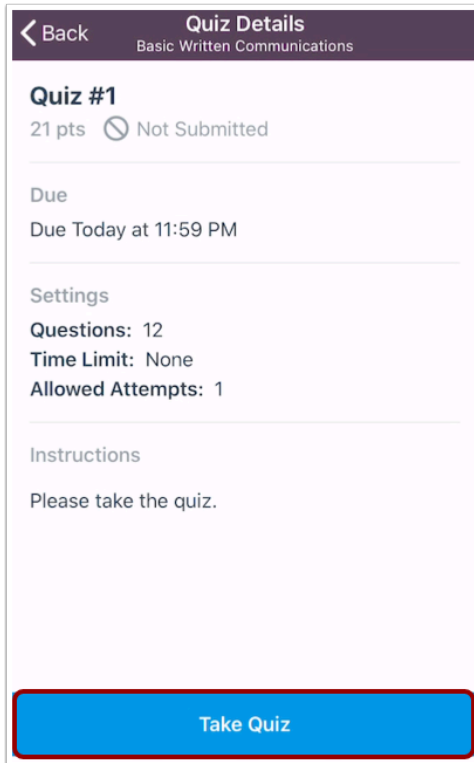 Back
Quiz Details
Basic Written Communications
Quiz #1
21 pts Not Submitted
Due
Due Today at 11:59 PM
Settings
Questions: 12
Time Limit: None
Allowed Attempts: 1
Instructions
Please take the quiz.
Take Quiz